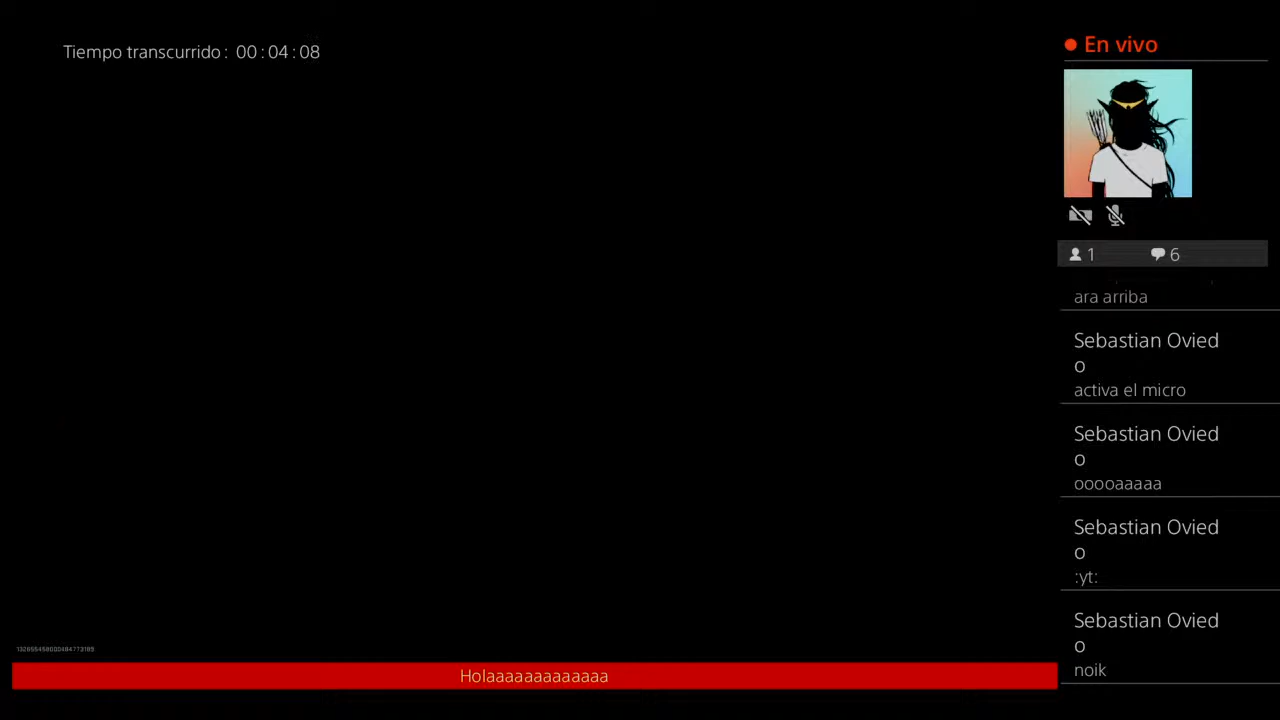 Tiempo transcurrido : 00 : 04 : 08
En vivo
1 6
ara arriba
Sebastian Ovied
o
activa el micro
Sebastian Ovied
o
ooooaaaaa
Sebastian Ovied
o
:yt:
Sebastian Ovied
o
noik
Holaaaaaaaaaaaaa